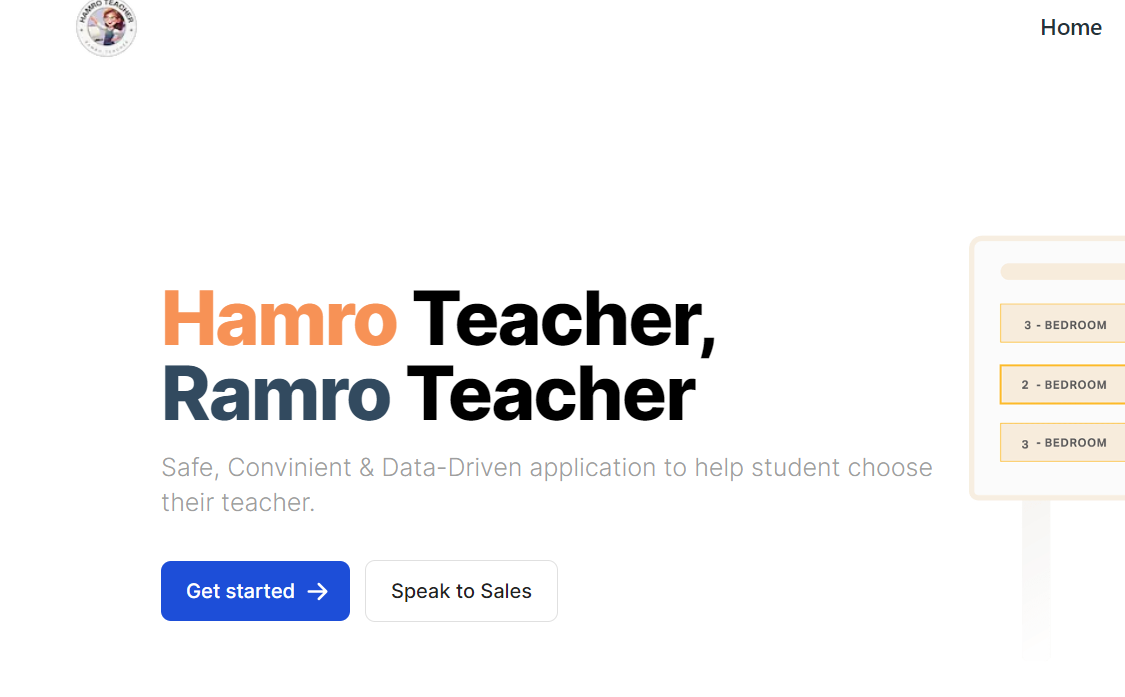 HAMRO TEACHER
Home
Hamro Teacher,
Ramro Teacher
Safe, Convinient & Data-Driven application to help student choose
their teacher.
Get started
Speak to Sales
3 - BEDROOM
2 - BEDROOM
3 - BEDROOM